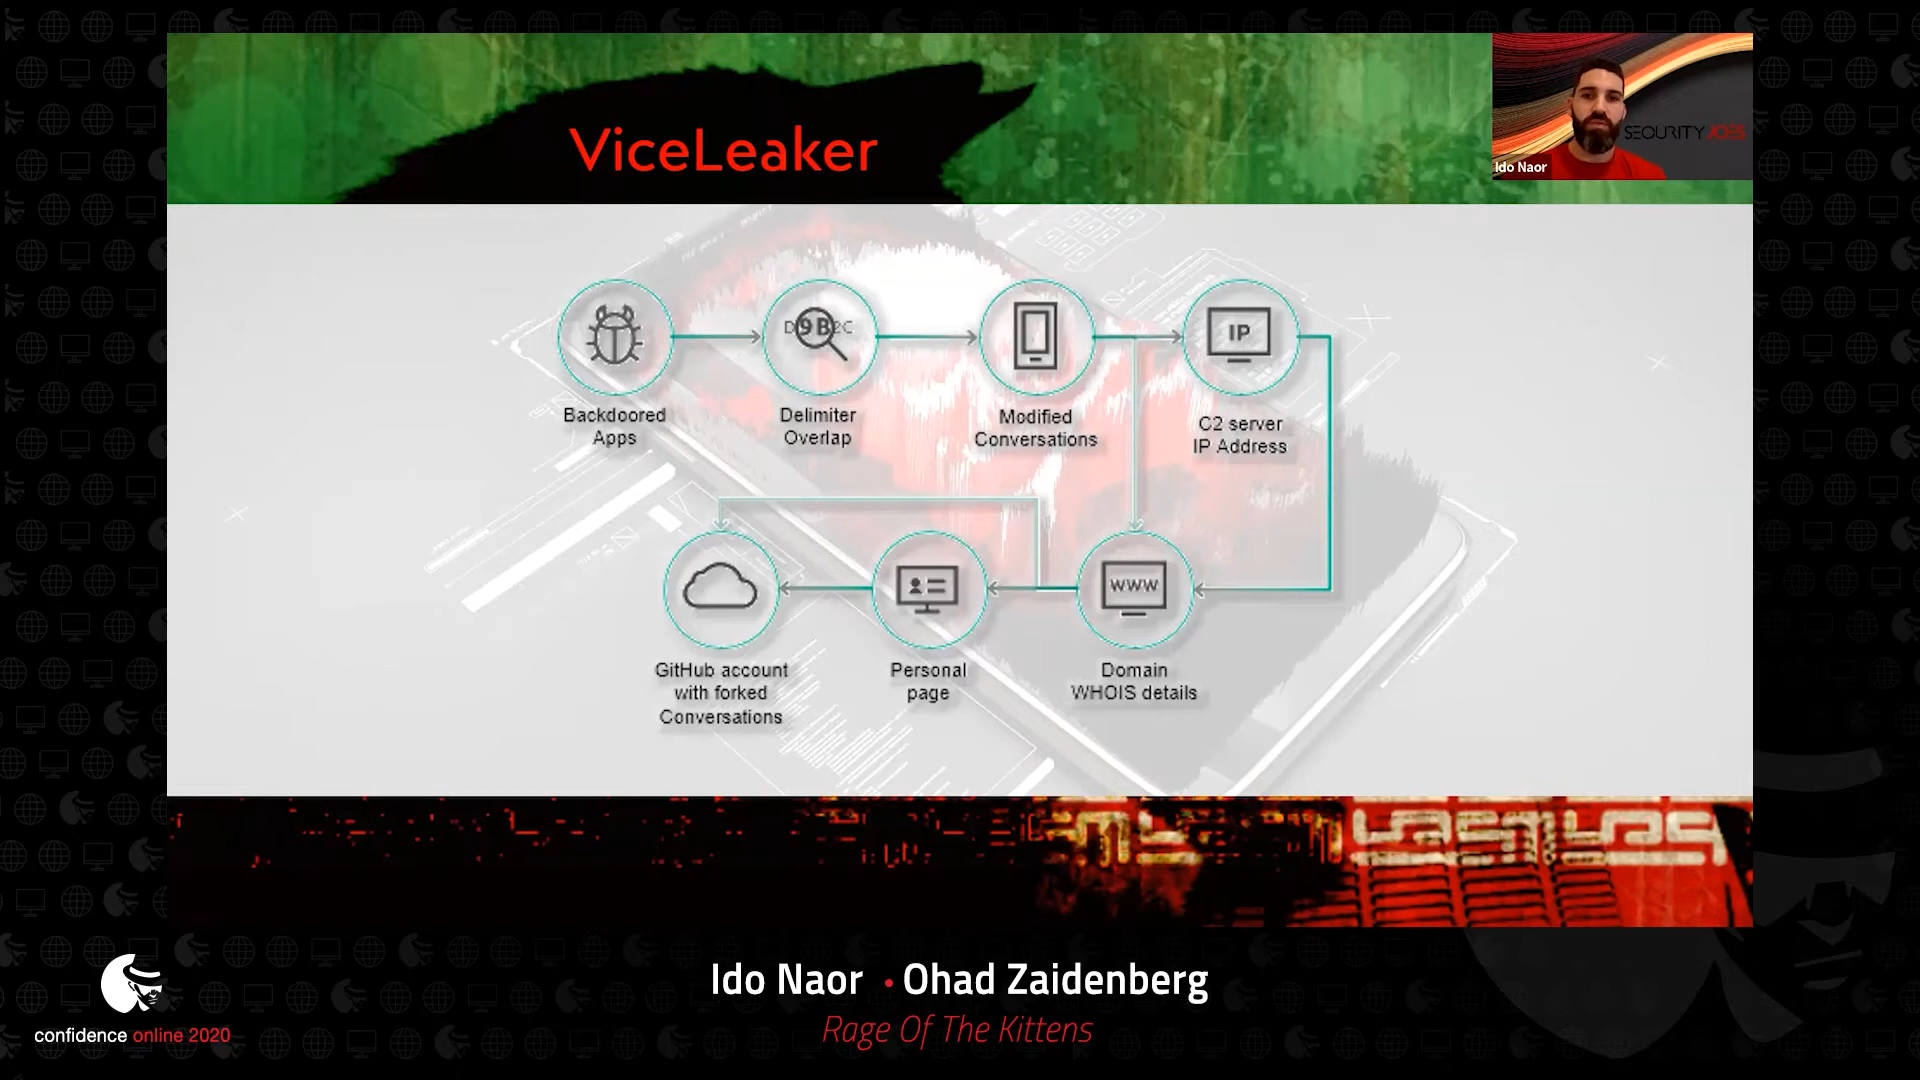 ViceLeaker
SECURITY JOES
Ido Naor
9B
2C
IP
Backdoored
Apps
Delimiter
Overlap
Modified
Conversations
C2 server
IP Address
WWW
GitHub account
with forked
Conversations
Personal
page
Domain
WHOIS details
Ido Naor • Ohad Zaidenberg
Rage Of The Kittens
confidence online 2020